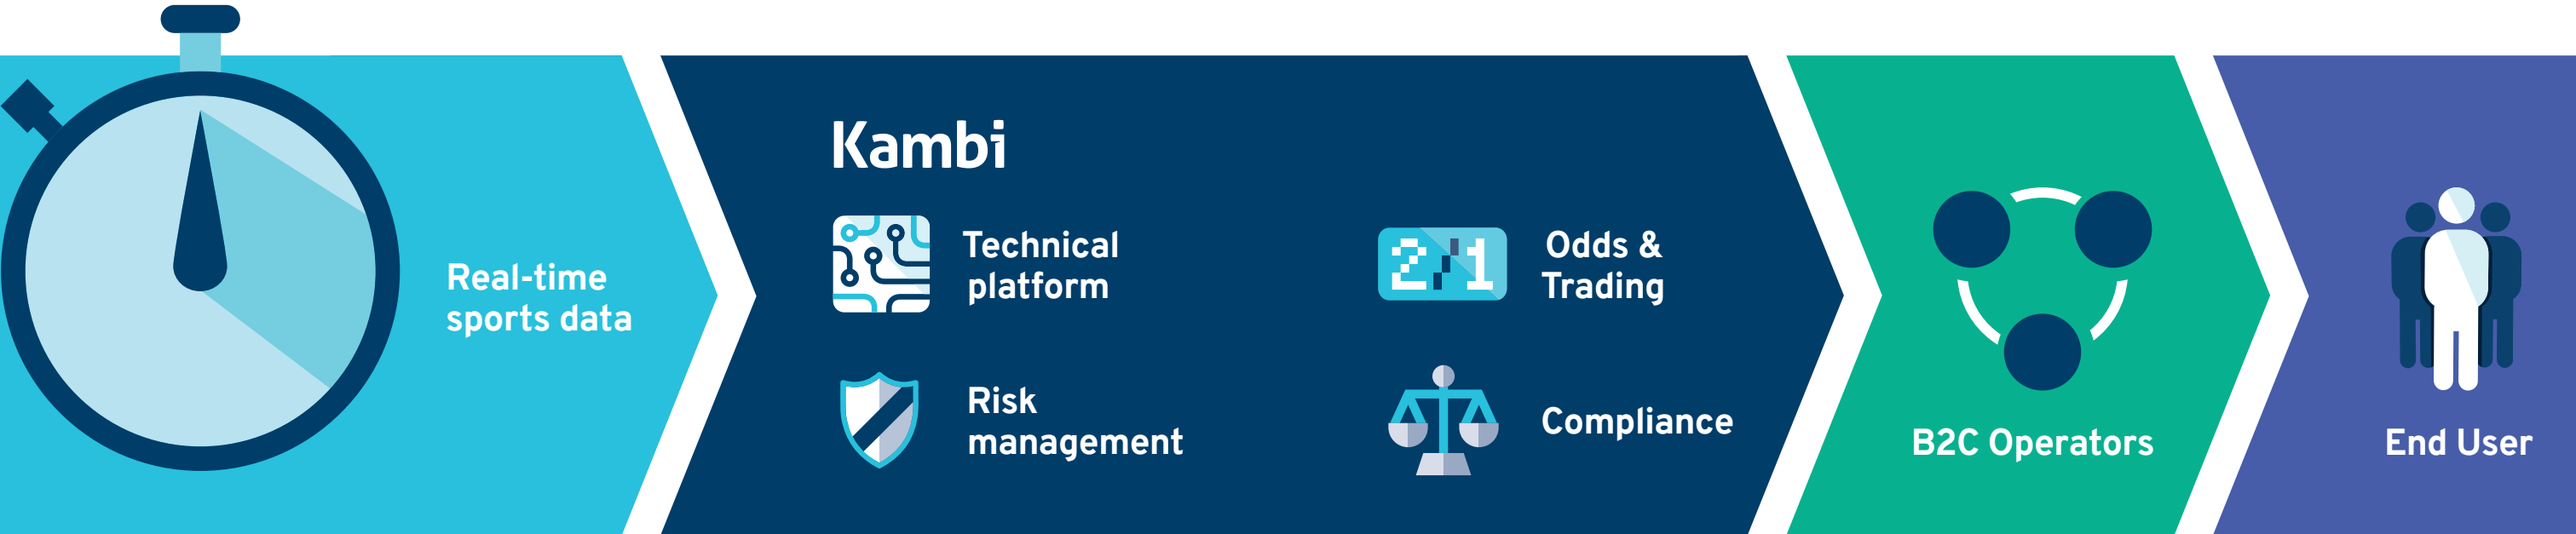 Real-time
sports data
Kambi
Technical
platform
2/1
Odds &
Trading
Risk
management
Compliance
B2C Operators
End User